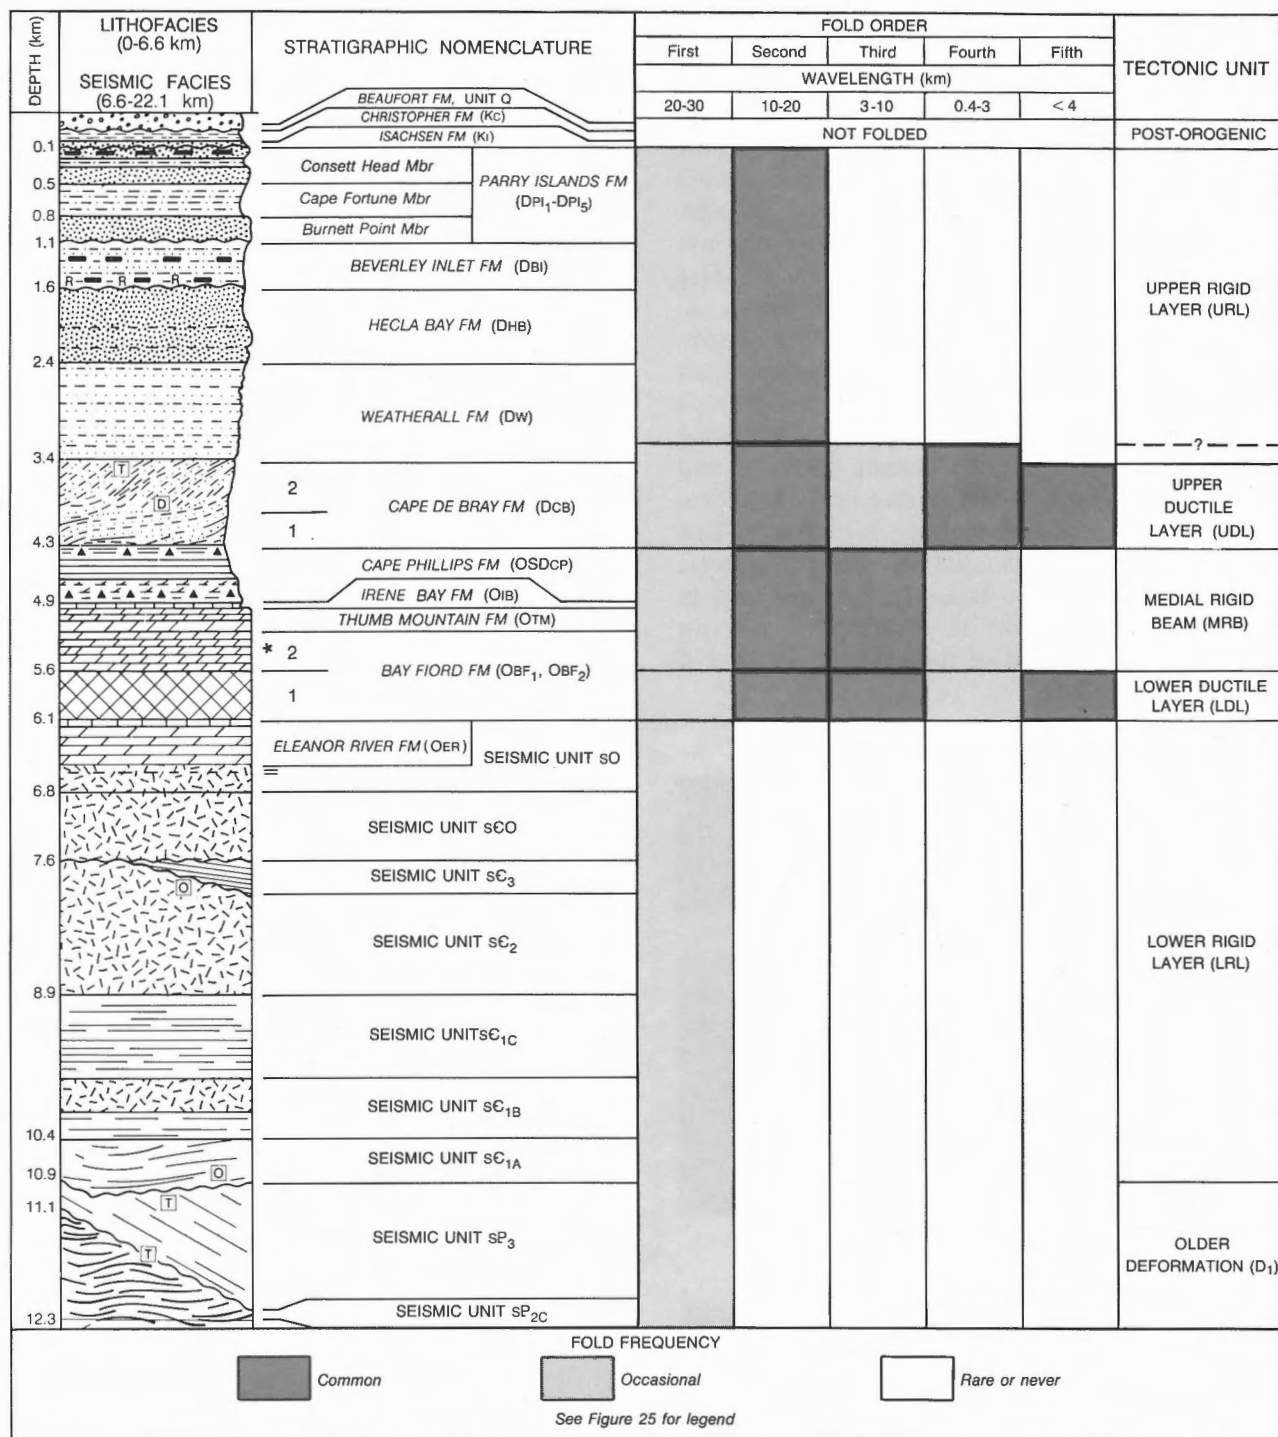 DEPTH (km)
LITHOFACIES
(0-6.6 km)
SEISMIC FACIES
(6.6-22.1 km)
STRATIGRAPHIC NOMENCLATURE
FOLD ORDER
First Second Third Fourth Fifth
WAVELENGTH (km)
20-30 10-20 3-10 0.4-3 < 4
TECTONIC UNIT
BEAUFORT FM, UNIT Q
CHRISTOPHER FM (KC)
ISACHSEN FM (KI)
NOT FOLDED
POST-OROGENIC
0.1
Consett Head Mbr
PARRY ISLANDS FM
(DPI1-DPI5)
0.5
Cape Fortune Mbr
0.8
Burnett Point Mbr
1.1
BEVERLEY INLET FM (DBI)
R R R
1.6
UPPER RIGID
LAYER (URL)
HECLA BAY FM (DHB)
2.4
WEATHERALL FM (DW)
?
3.4
T
D
2
CAPE DE BRAY FM (DCB)
1
UPPER
DUCTILE
LAYER (UDL)
4.3
CAPE PHILLIPS FM (OSDCP)
IRENE BAY FM (OIB)
4.9
THUMB MOUNTAIN FM (OTM)
MEDIAL RIGID
BEAM (MRB)
* 2
BAY FIORD FM (OBF1, OBF2)
5.6
1
LOWER DUCTILE
LAYER (LDL)
6.1
ELEANOR RIVER FM (OER)
SEISMIC UNIT sO
=
6.8
SEISMIC UNIT sЄO
7.6
SEISMIC UNIT sЄ3
O
SEISMIC UNIT sЄ2
LOWER RIGID
LAYER (LRL)
8.9
SEISMIC UNITsЄ1C
SEISMIC UNIT sЄ1B
10.4
SEISMIC UNIT sЄ1A
O
10.9
T
11.1
SEISMIC UNIT sP3
T
OLDER
DEFORMATION (D1)
SEISMIC UNIT sP2C
12.3
FOLD FREQUENCY
Common Occasional Rare or never
See Figure 25 for legend